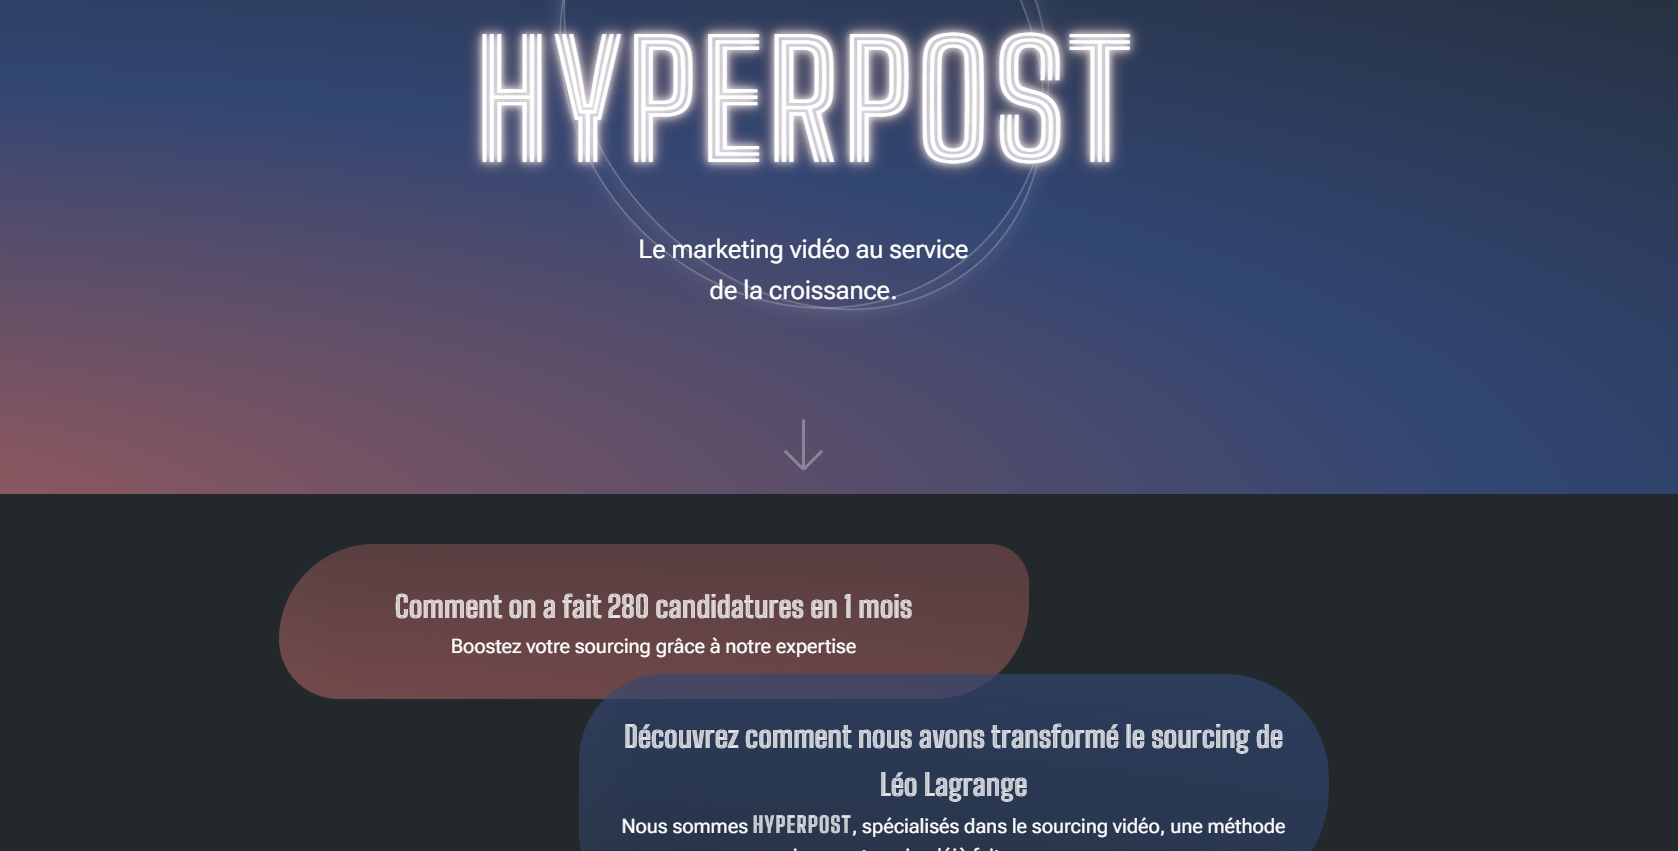 HYPERPOST
Le marketing vidéo au service
de la croissance.
Comment on a fait 280 candidatures en 1 mois
Boostez votre sourcing grâce à notre expertise
Découvrez comment nous avons transformé le sourcing de
Léo Lagrange
Nous sommes HYPERPOST, spécialisés dans le sourcing vidéo, une méthode